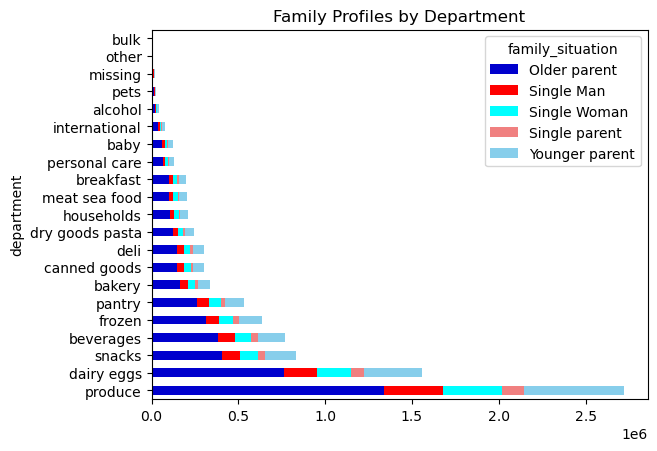 Family Profiles by Department
family_situation
Older parent
Single Man
Single Woman
Single parent
Younger parent
department
bulk
other
missing
pets
alcohol
international
baby
personal care
breakfast
meat sea food
households
dry goods pasta
deli
canned goods
bakery
pantry
frozen
beverages
snacks
dairy eggs
produce
0.0 0.5 1.0 1.5 2.0 2.5
1e6